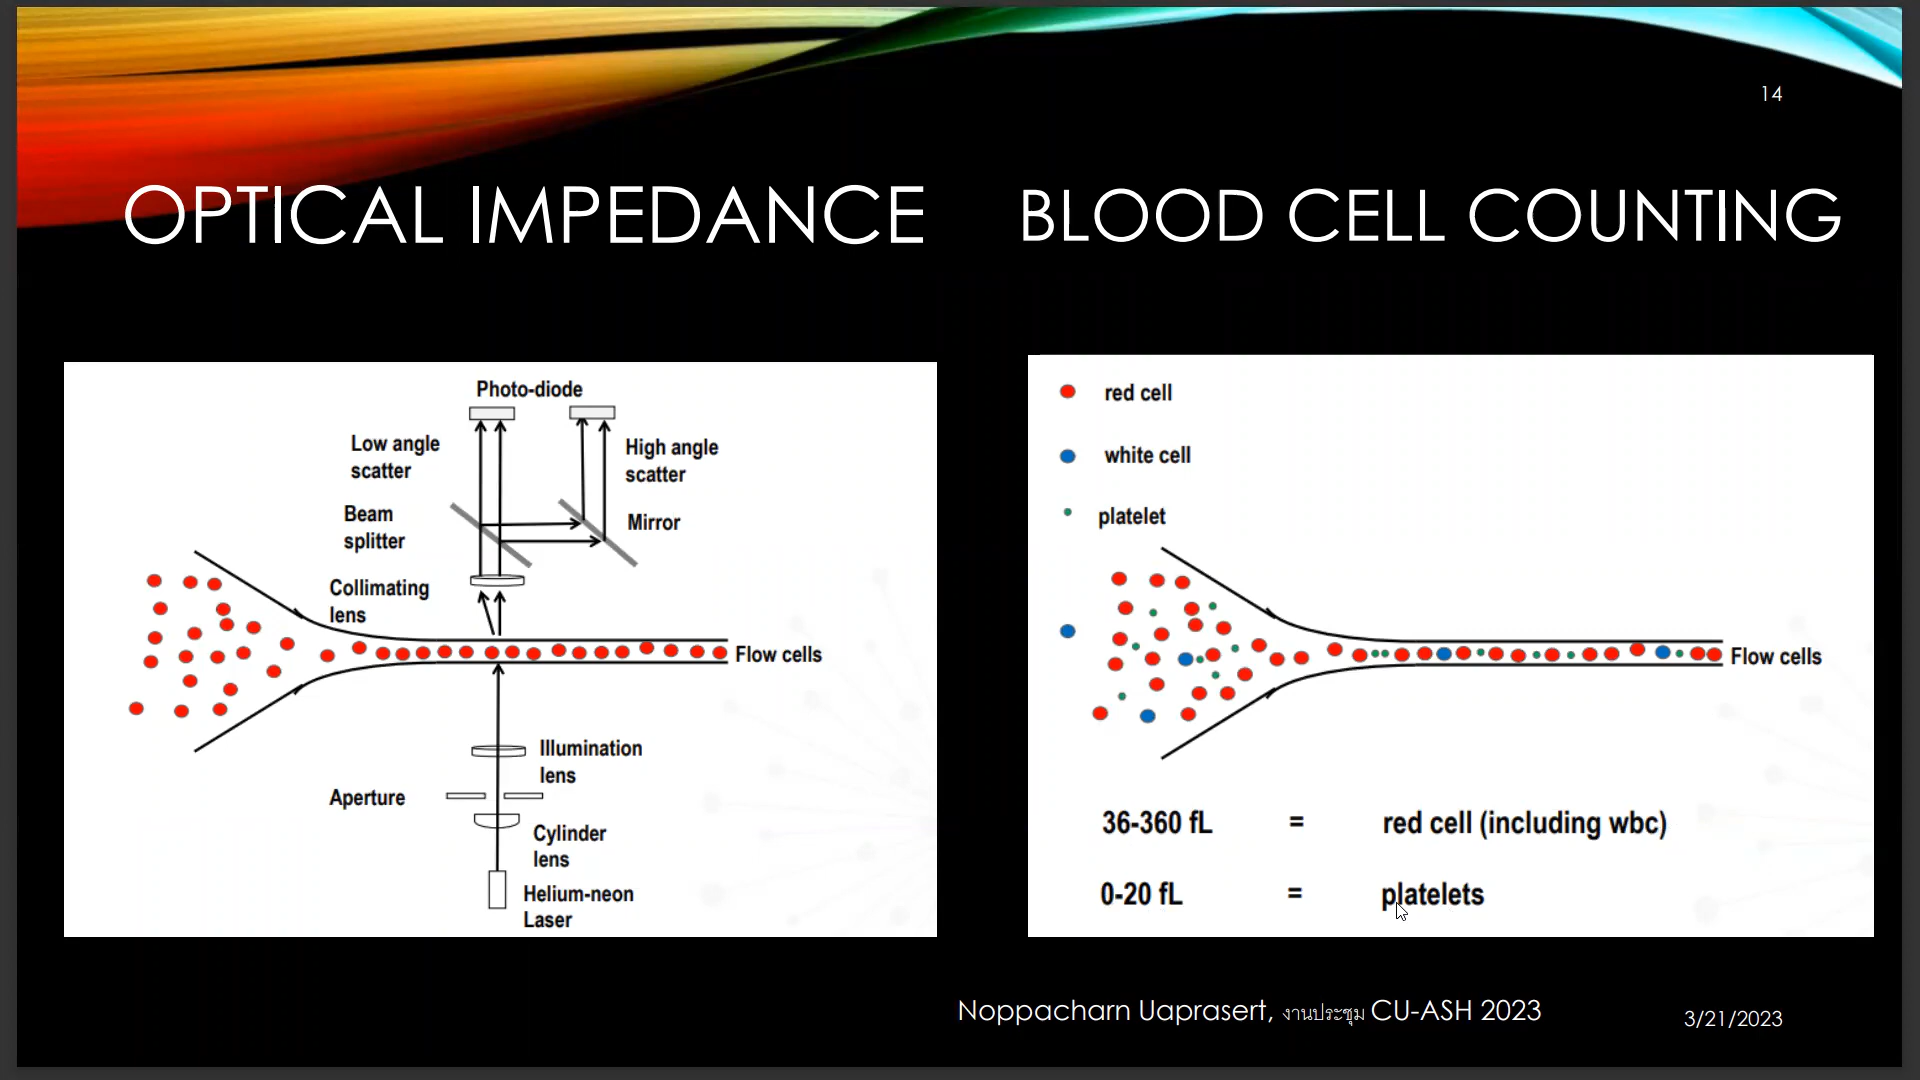 14
OPTICAL IMPEDANCE
BLOOD CELL COUNTING
Photo-diode
Low angle
scatter
High angle
scatter
Beam
splitter
Mirror
Collimating
lens
Flow cells
Illumination
lens
Aperture
Cylinder
lens
Helium-neon
Laser
red cell
white cell
platelet
Flow cells
36-360 fL = red cell (including wbc)
0-20 fL = platelets
Noppacharn Uaprasert, งานประชุม CU-ASH 2023
3/21/2023